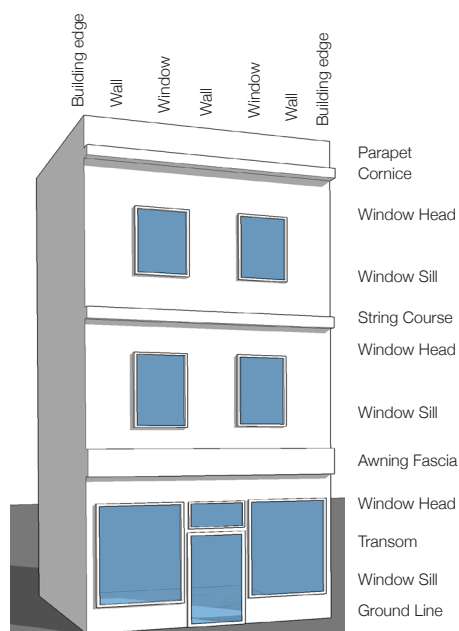 Building edge
Wall
Window
Wall
Window
Wall
Building edge
Parapet
Cornice
Window Head
Window Sill
String Course
Window Head
Window Sill
Awning Fascia
Window Head
Transom
Window Sill
Ground Line